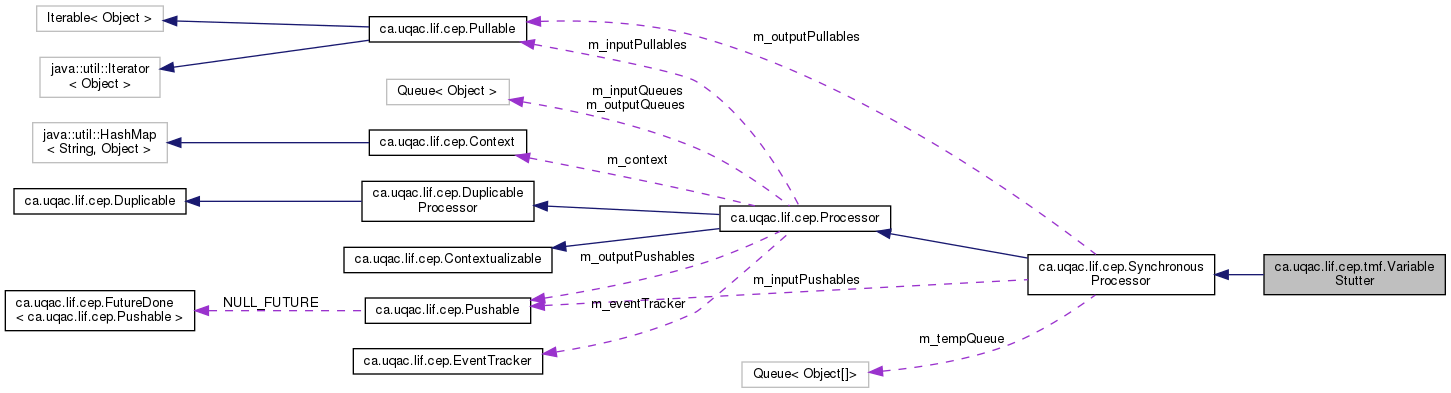 Iterable< Object >
ca.uqac.lif.cep.Pullable
m_outputPullables
m_inputPullables
java::util::Iterator
< Object >
Queue< Object >
m_inputQueues
m_outputQueues
java::util::HashMap
< String, Object >
ca.uqac.lif.cep.Context
m_context
ca.uqac.lif.cep.Duplicable
ca.uqac.lif.cep.Duplicable
Processor
ca.uqac.lif.cep.Processor
ca.uqac.lif.cep.Contextualizable
m_outputPushables
m_inputPushables
ca.uqac.lif.cep.Synchronous
Processor
ca.uqac.lif.cep.tmf.Variable
Stutter
ca.uqac.lif.cep.FutureDone
< ca.uqac.lif.cep.Pushable >
NULL_FUTURE
ca.uqac.lif.cep.Pushable
m_eventTracker
ca.uqac.lif.cep.EventTracker
m_tempQueue
Queue< Object[]>